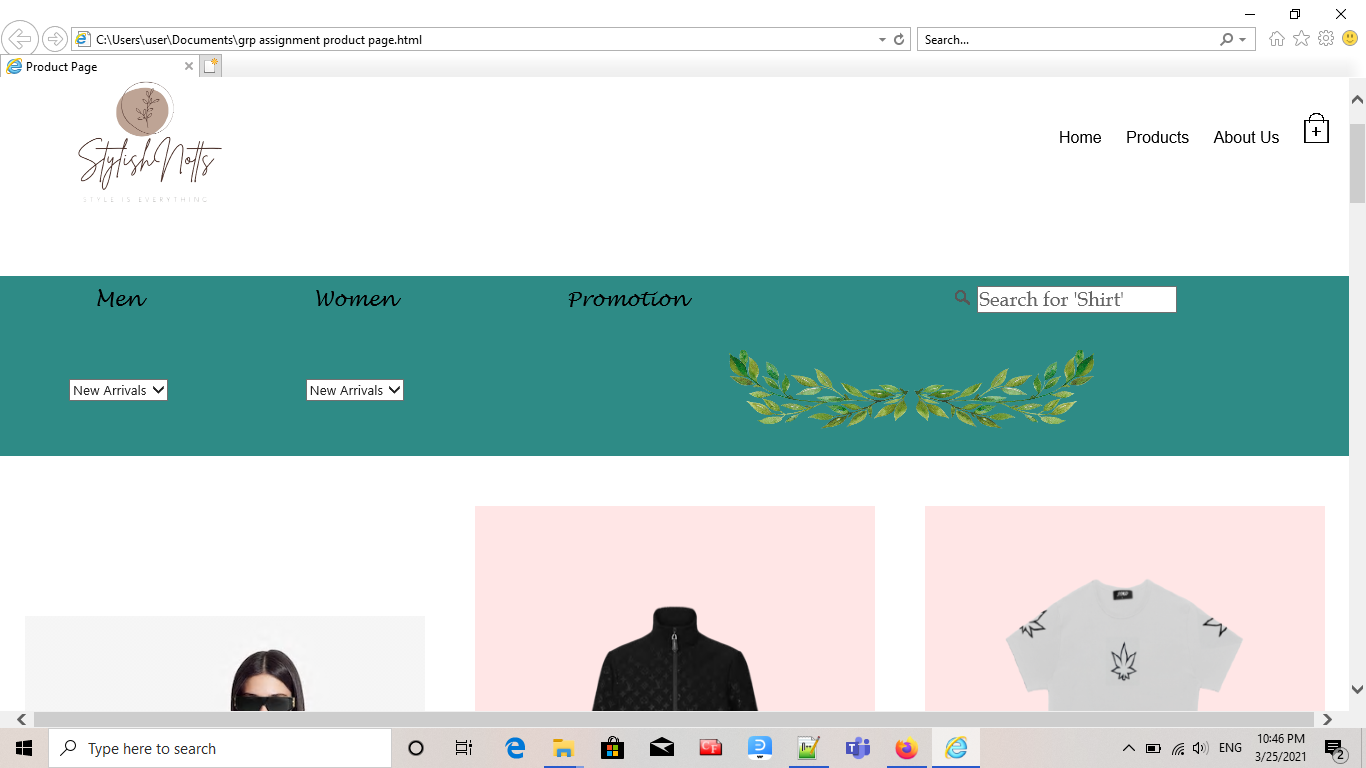 C:\Users\user\Documents\grp assignment product page.html
Search...
Product Page
StylishNotts
STYLE IS EVERYTHING
Home Products About Us
Men Women Promotion Search for 'Shirt'
New Arrivals New Arrivals
Type here to search
ENG
10:46 PM
3/25/2021
2